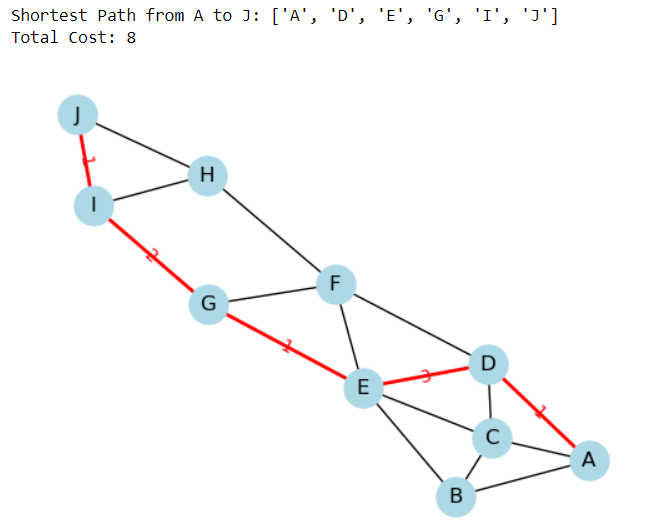 Shortest Path from A to J: ['A', 'D', 'E', 'G', 'I', 'J']
Total Cost: 8
J
1
H
I
2
F
G
1
D
3
E
1
C
A
B